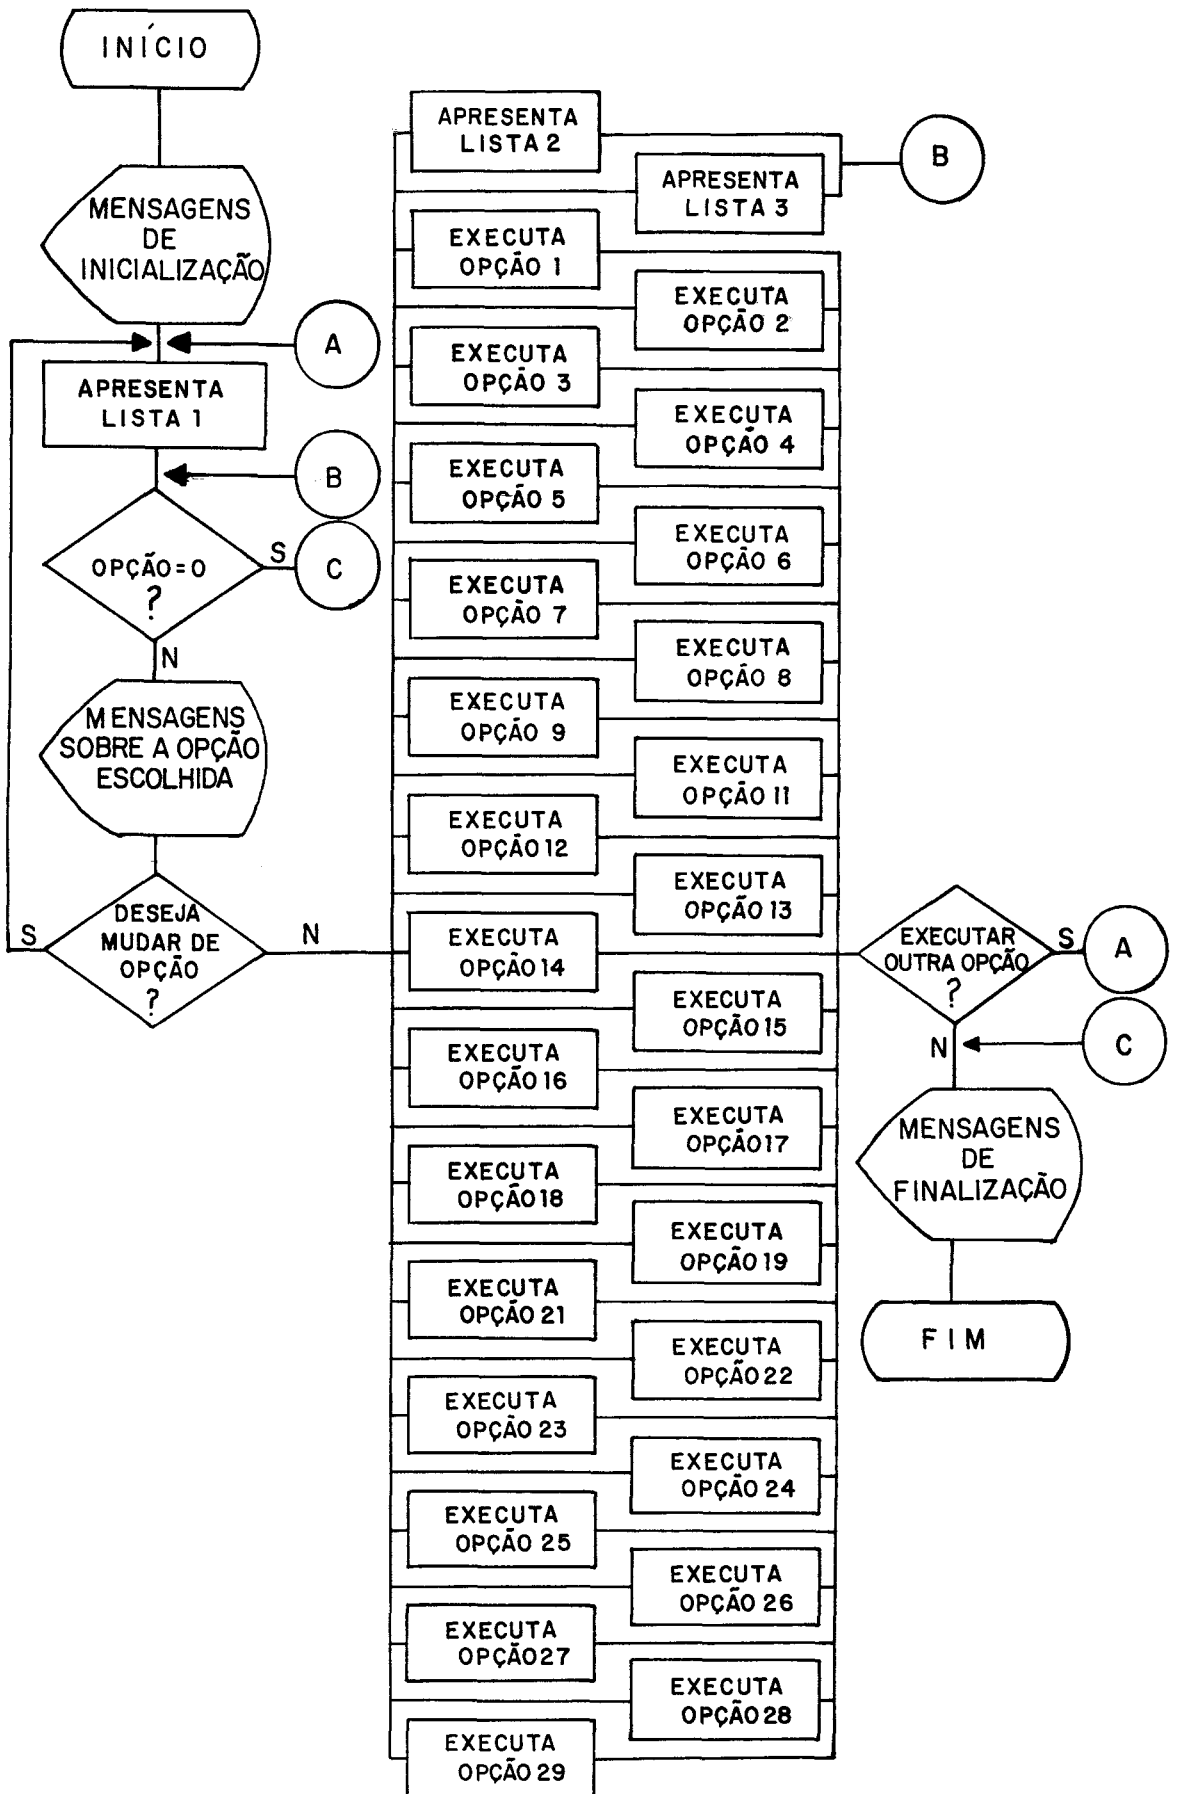 INÍCIO
MENSAGENS
DE
INICIALIZAÇÃO
A
APRESENTA
LISTA 1
B
OPÇÃO=0
?
S
C
N
MENSAGENS
SOBRE A OPÇÃO
ESCOLHIDA
DESEJA
MUDAR DE
OPÇÃO
?
S
N
APRESENTA
LISTA 2
APRESENTA
LISTA 3
B
EXECUTA
OPÇÃO 1
EXECUTA
OPÇÃO 2
EXECUTA
OPÇÃO 3
EXECUTA
OPÇÃO 4
EXECUTA
OPÇÃO 5
EXECUTA
OPÇÃO 6
EXECUTA
OPÇÃO 7
EXECUTA
OPÇÃO 8
EXECUTA
OPÇÃO 9
EXECUTA
OPÇÃO 11
EXECUTA
OPÇÃO 12
EXECUTA
OPÇÃO 13
EXECUTA
OPÇÃO 14
EXECUTA
OPÇÃO 15
EXECUTA
OPÇÃO 16
EXECUTA
OPÇÃO 17
EXECUTA
OPÇÃO 18
EXECUTA
OPÇÃO 19
EXECUTA
OPÇÃO 21
EXECUTA
OPÇÃO 22
EXECUTA
OPÇÃO 23
EXECUTA
OPÇÃO 24
EXECUTA
OPÇÃO 25
EXECUTA
OPÇÃO 26
EXECUTA
OPÇÃO 27
EXECUTA
OPÇÃO 28
EXECUTA
OPÇÃO 29
EXECUTAR
OUTRA OPÇÃO
?
S
A
N
C
MENSAGENS
DE
FINALIZAÇÃO
FIM